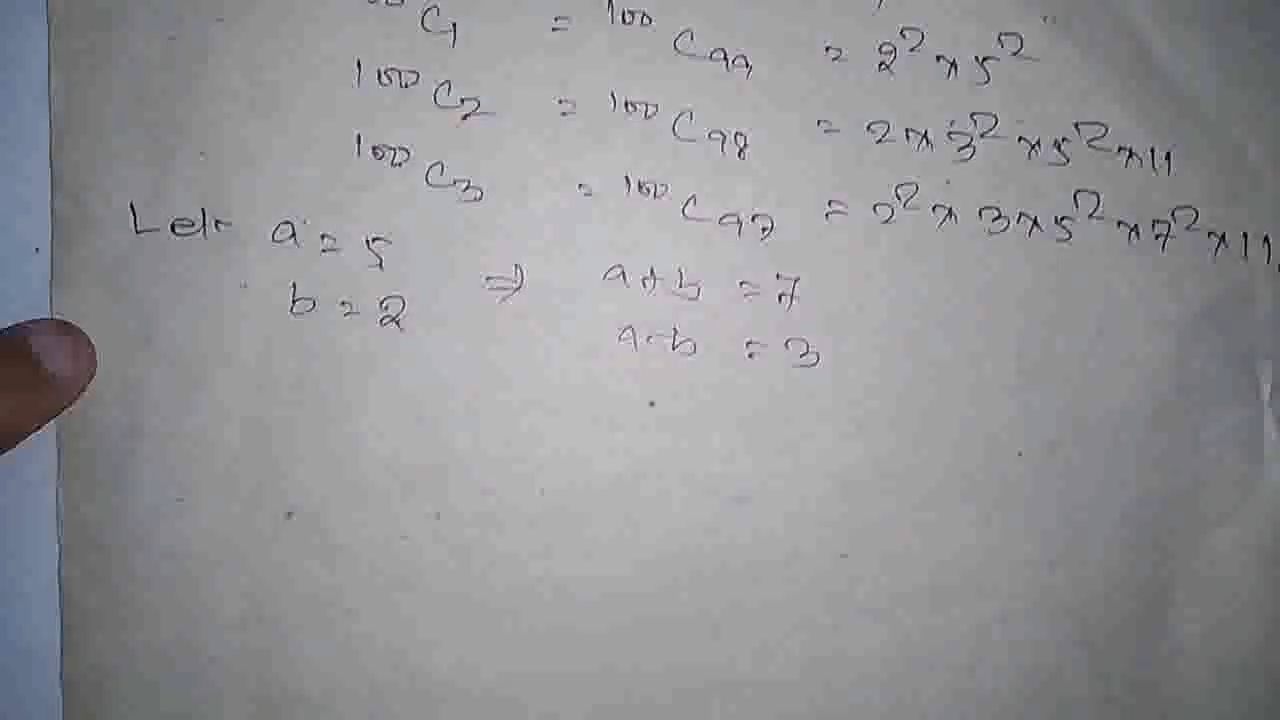 C₁ = ¹⁰⁰C₉₉ = 2² × 5²
¹⁰⁰C₂ = ¹⁰⁰C₉₈ = 2 × 3² × 5² × 11
¹⁰⁰C₃ = ¹⁰⁰C₉₇ = 2² × 3 × 5² × 7² × 11
Let a = 5
b = 2 ⇒ a + b = 7
a - b = 3